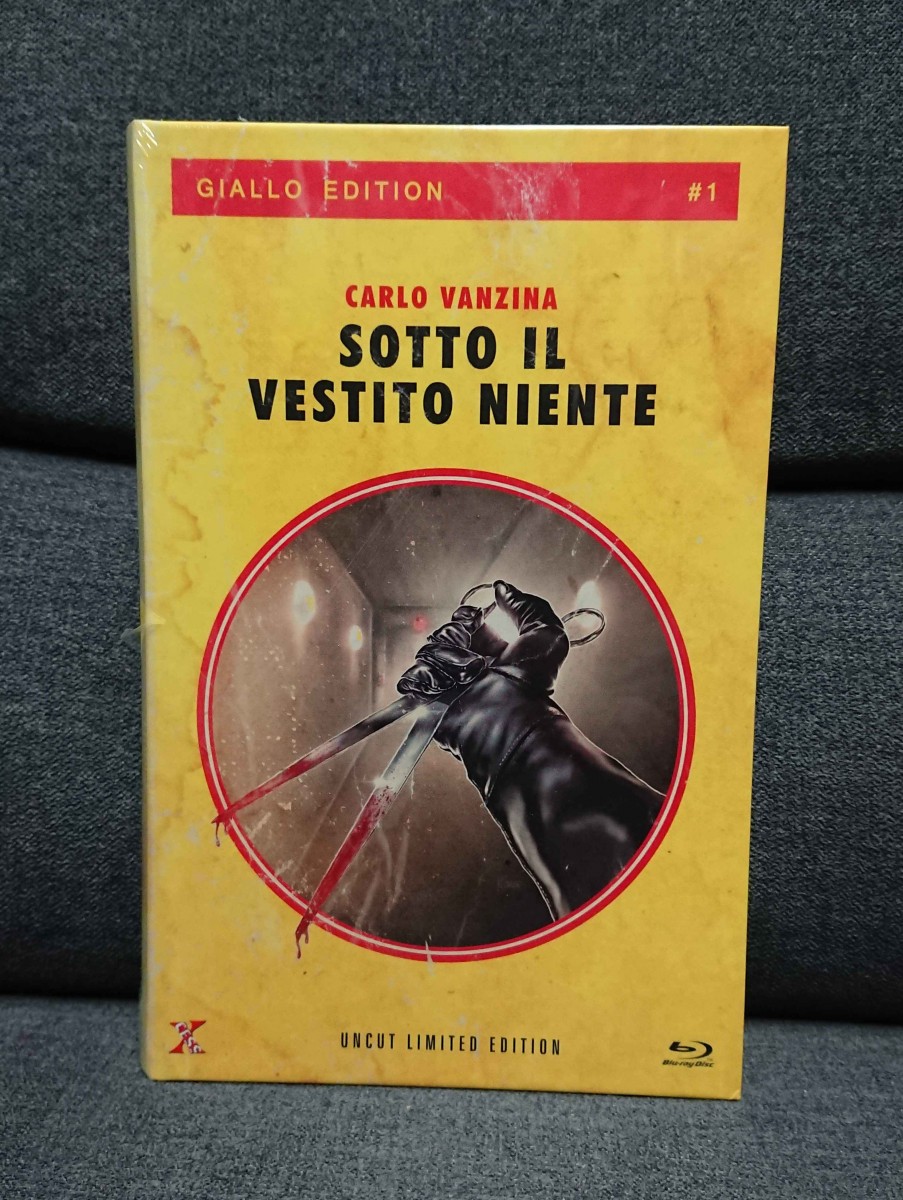 GIALLO EDITION #1
CARLO VANZINA
SOTTO IL
VESTITO NIENTE
UNCUT LIMITED EDITION
Blu-ray Disc